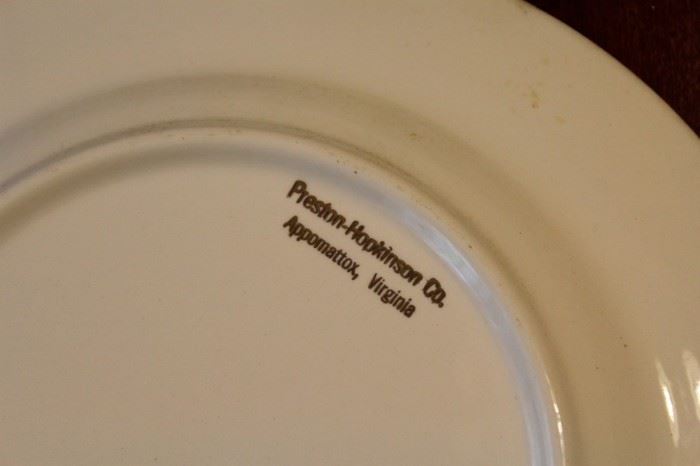 Preston-Hopkinson Co.
Appomattox, Virginia